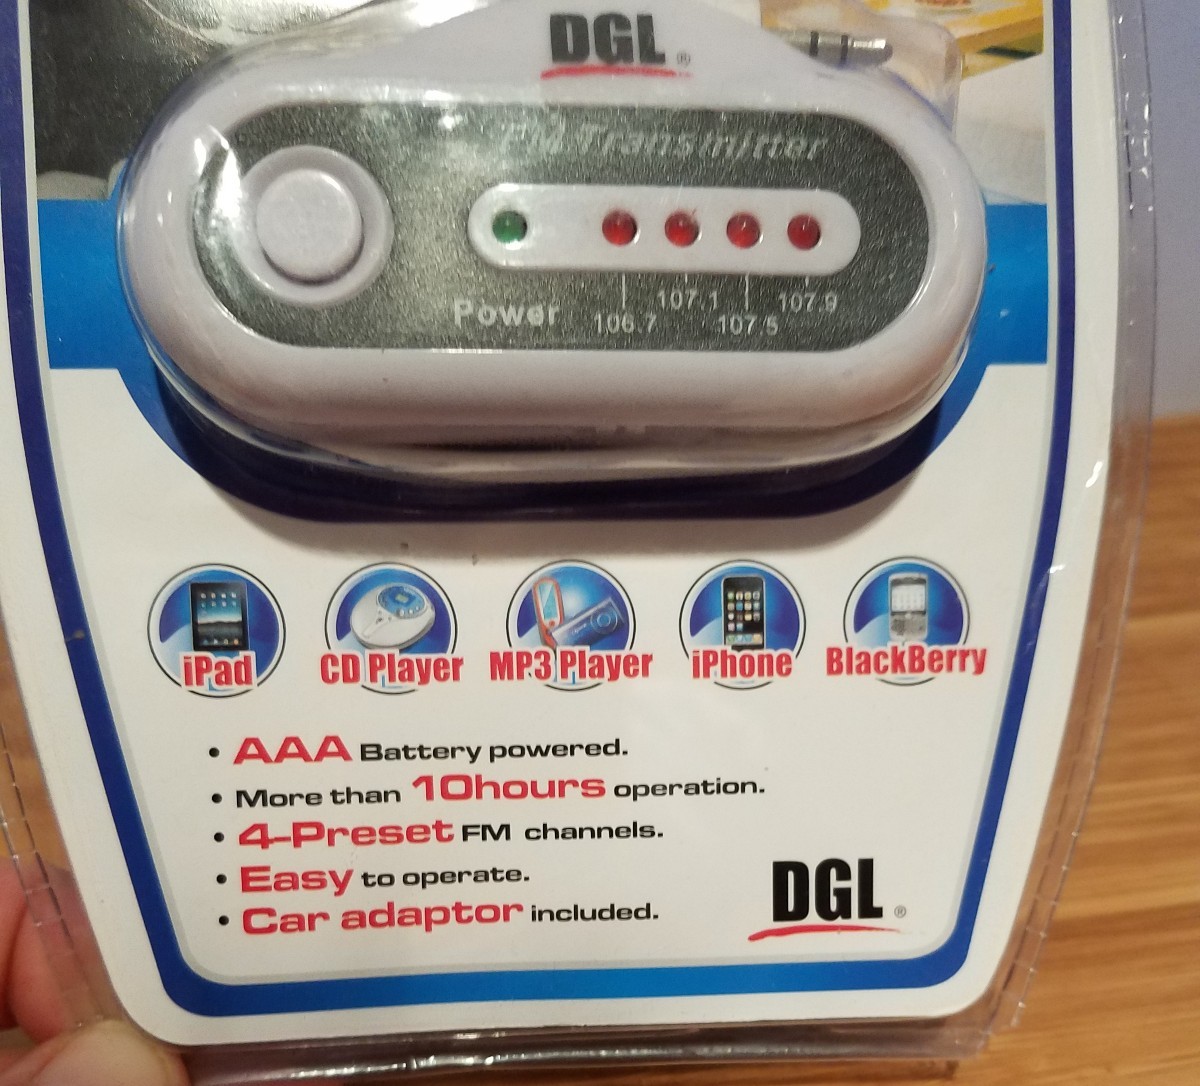 DGL ®
FM Transmitter
Power
106.7
107.1
107.5
107.9
iPad
CD Player
MP3 Player
iPhone
BlackBerry
• AAA Battery powered.
• More than 10hours operation.
• 4-Preset FM channels.
• Easy to operate.
• Car adaptor included.
DGL ®